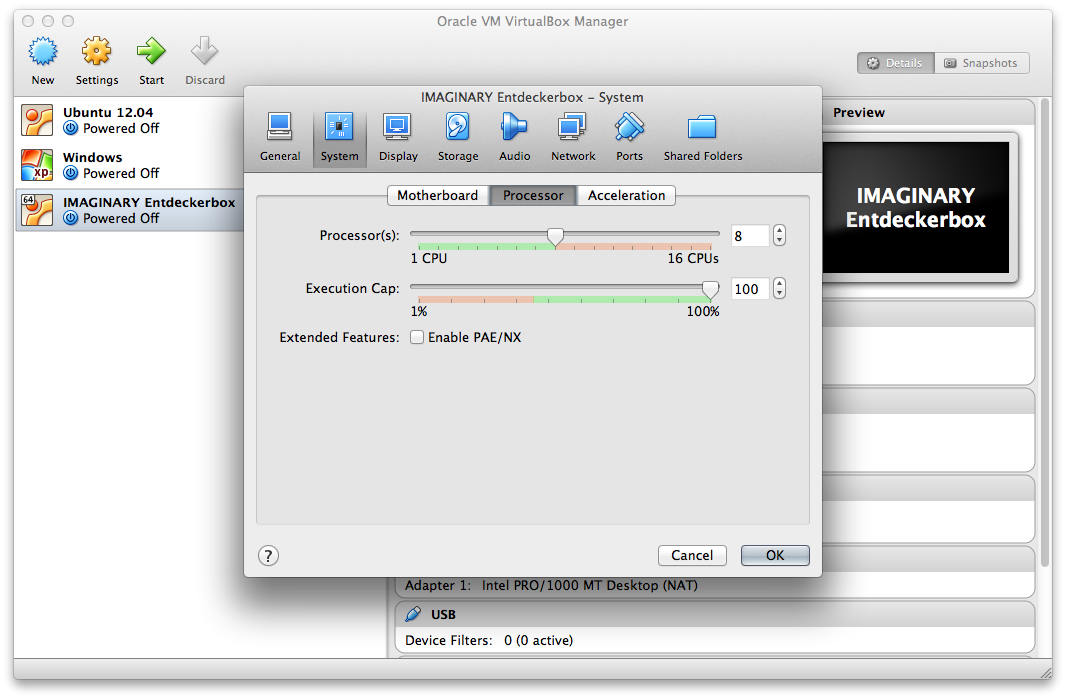 Oracle VM VirtualBox Manager
New Settings Start Discard
Details Snapshots
Ubuntu 12.04
Powered Off
Windows
Powered Off
64 IMAGINARY Entdeckerbox
Powered Off
xp
IMAGINARY Entdeckerbox – System
General System Display Storage Audio Network Ports Shared Folders
Motherboard Processor Acceleration
Processor(s): 8
1 CPU 16 CPUs
Execution Cap: 100
1% 100%
Extended Features: Enable PAE/NX
? Cancel OK
Preview
IMAGINARY
Entdeckerbox
Adapter 1: Intel PRO/1000 MT Desktop (NAT)
USB
Device Filters: 0 (0 active)